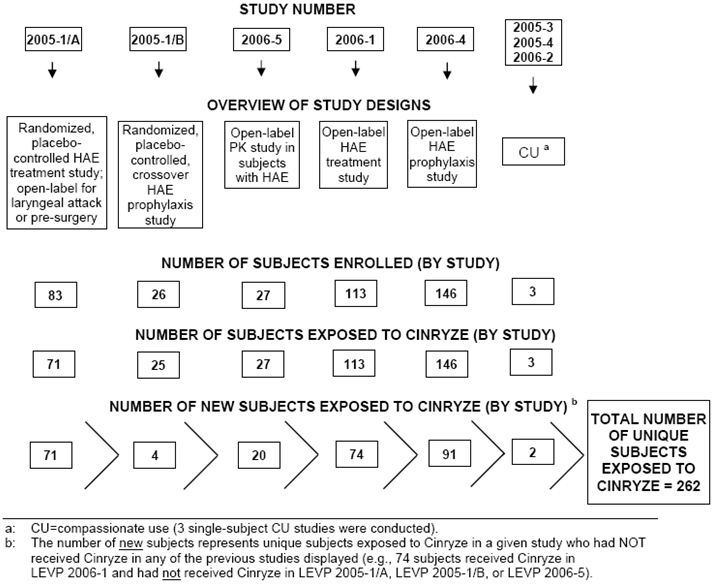 STUDY NUMBER
2005-1/A
2005-1/B
2006-5
2006-1
2006-4
2005-3
2005-4
2006-2
OVERVIEW OF STUDY DESIGNS
Randomized,
placebo-
controlled HAE
treatment study;
open-label for
laryngeal attack
or pre-surgery
Randomized,
placebo-
controlled,
crossover
HAE
prophylaxis
study
Open-label
PK study in
subjects
with HAE
Open-label
HAE
treatment
study
Open-label
HAE
prophylaxis
study
CU a
NUMBER OF SUBJECTS ENROLLED (BY STUDY)
83
26
27
113
146
3
NUMBER OF SUBJECTS EXPOSED TO CINRYZE (BY STUDY)
71
25
27
113
146
3
NUMBER OF NEW SUBJECTS EXPOSED TO CINRYZE (BY STUDY) b
71
4
20
74
91
2
TOTAL NUMBER
OF UNIQUE
SUBJECTS
EXPOSED TO
CINRYZE = 262
a: CU=compassionate use (3 single-subject CU studies were conducted).
b: The number of new subjects represents unique subjects exposed to Cinryze in a given study who had NOT
received Cinryze in any of the previous studies displayed (e.g., 74 subjects received Cinryze in
LEVP 2006-1 and had not received Cinryze in LEVP 2005-1/A, LEVP 2005-1/B, or LEVP 2006-5).